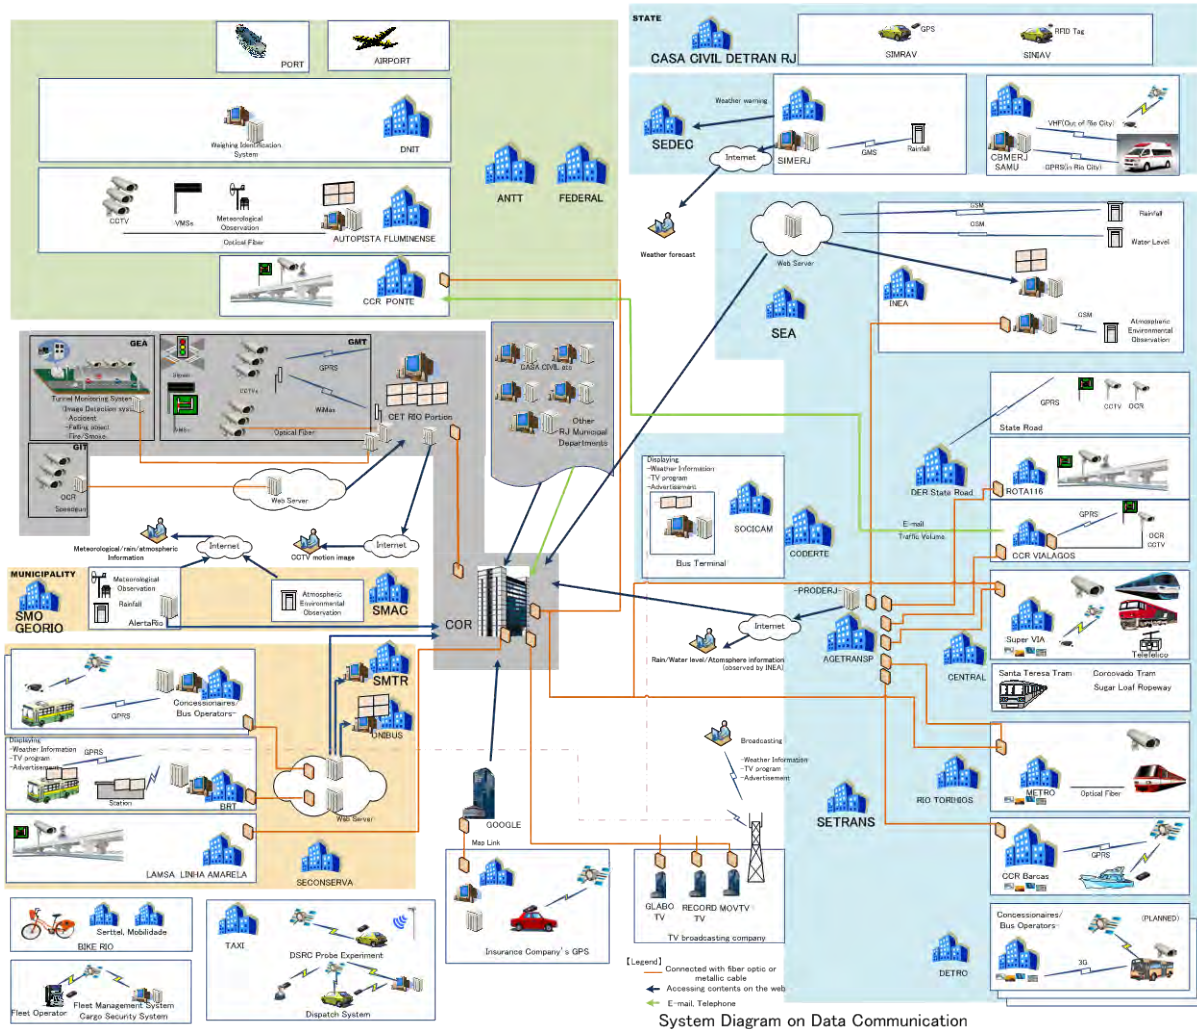 PORT
AIRPORT
Weighing Identification
System
DNIT
CCTV
VMSs
Meteorological
Observation
Optical Fiber
AUTOPISTA FLUMINENSE
CCR PONTE
ANTT
FEDERAL
STATE
CASA CIVIL DETRAN RJ
GPS
SIMRAV
RFID Tag
SINIAV
Weather warning
SEDEC
Internet
SIMERJ
GMS
Rainfall
VHF(Out of Rio City)
CBMERJ
SAMU
GPRS(in Rio City)
Weather forecast
Web Server
GSM
GSM
Rainfall
Water Level
INEA
SEA
GSM
Atmospheric
Environmental
Observation
GEA
Tunnel Monitoring System
-Accident
-Falling object
-Fire/Smoke
GMT
GPRS
CCTVs
WiMax
VMSs
Optical Fiber
CET RIO Portion
GIT
OCR
Speedgun
Web Server
CASA CIVIL etc
Other
RJ Municipal
Departments
Meteorological/rain/atmospheric
Information
Internet
CCTV motion image
Internet
MUNICIPALITY
SMO
GEORIO
Meteorological
Observation
Rainfall
AlertaRio
Atmospheric
Environmental
Observation
SMAC
COR
Displaying
-Weather Information
-TV program
-Advertisement
Bus Terminal
SOCICAM
CODERTE
E-mail
Traffic Volume
DER State Road
GPRS
CCTV
OCR
State Road
ROTA116
GPRS
OCR
CCTV
CCR VIALAGOS
-PRODERJ-
Internet
AGETRANSP
Rain/Water level/Atomsphere information
(observed by INEA)
Super VIA
Teleferico
CENTRAL
Santa Teresa Tram
Corcovado Tram
Sugar Loaf Ropeway
GPRS
Concessionaires/
Bus Operators-
SMTR
ONIBUS
Displaying
-Weather Information
-TV program
-Advertisement
GPRS
Station
BRT
Web Server
LAMSA LINHA AMARELA
SECONSERVA
GOOGLE
Map Link
Broadcasting
-Weather Information
-TV program
-Advertisement
SETRANS
METRO
Optical Fiber
GPRS
CCR Barcas
Insurance Company's GPS
GLABO
TV
RECORD
TV
MOVTV
TV broadcasting company
BIKE RIO
Serttel, Mobilidade
TAXI
DSRC Probe Experiment
Dispatch System
Fleet Operator
Fleet Management System
Cargo Security System
DETRO
Concessionaires/
Bus Operators-
(PLANNED)
3G
【Legend】
Connected with fiber optic or
metallic cable
Accessing contents on the web
E-mail, Telephone
System Diagram on Data Communication